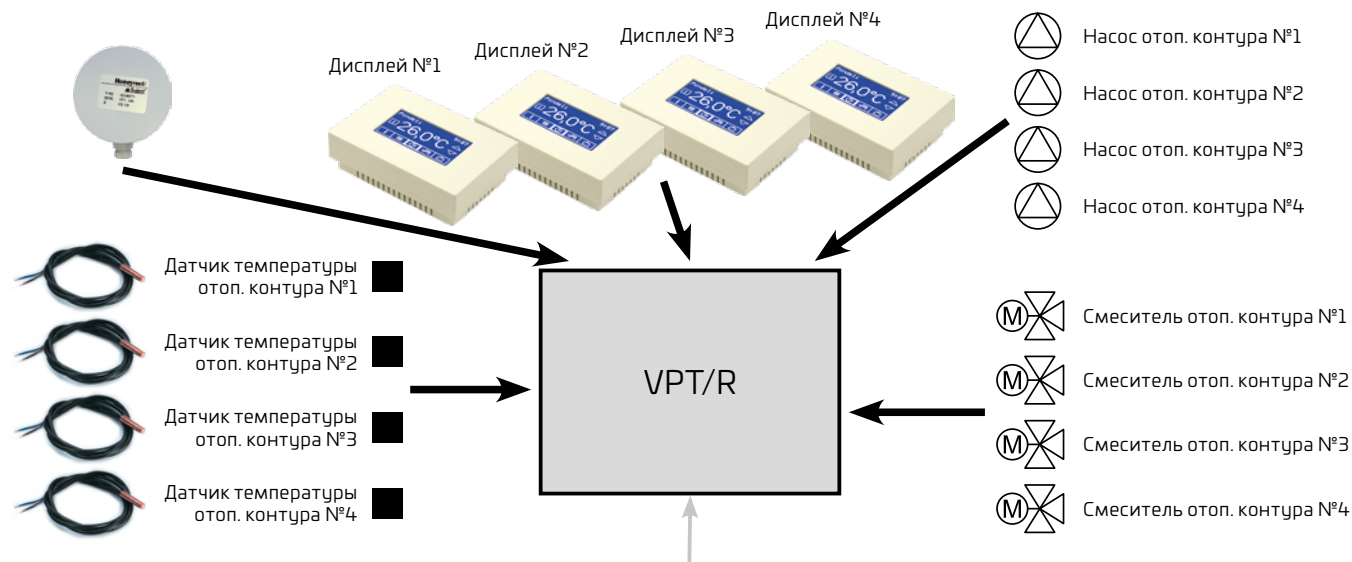 Дисплей №1
Дисплей №2
Дисплей №3
Дисплей №4
Honeywell
26.0°C
26.0°C
26.0°C
26.0°C
Насос отоп. контура №1
Насос отоп. контура №2
Насос отоп. контура №3
Насос отоп. контура №4
Датчик температуры
отоп. контура №1
Датчик температуры
отоп. контура №2
Датчик температуры
отоп. контура №3
Датчик температуры
отоп. контура №4
VPT/R
M
Смеситель отоп. контура №1
M
Смеситель отоп. контура №2
M
Смеситель отоп. контура №3
M
Смеситель отоп. контура №4